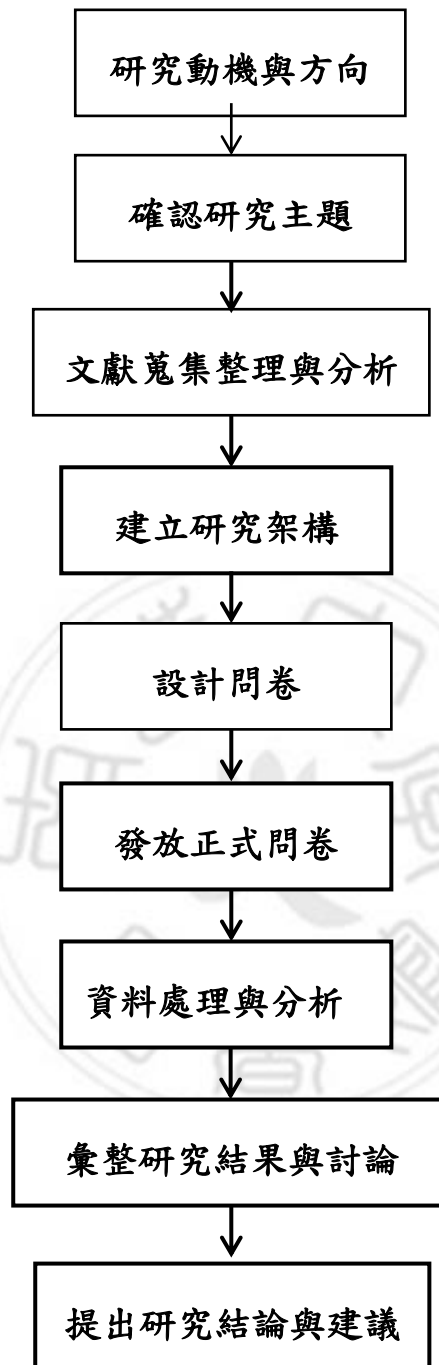 研究動機與方向
確認研究主題
文獻蒐集整理與分析
建立研究架構
設計問卷
發放正式問卷
資料處理與分析
彙整研究結果與討論
提出研究結論與建議